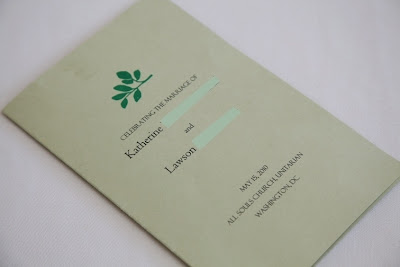 CELEBRATING THE MARRIAGE OF
Katherine
and
Lawson
MAY 15, 2010
ALL SOULS CHURCH, UNITARIAN
WASHINGTON, DC